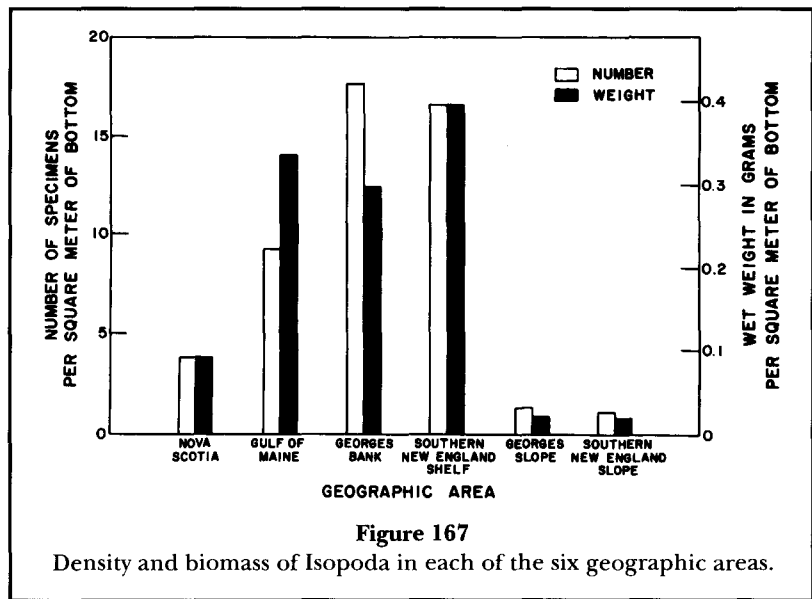 NUMBER OF SPECIMENS
PER SQUARE METER OF BOTTOM
20
15
10
5
0
NUMBER
WEIGHT
0.4
0.3
0.2
0.1
0
WET WEIGHT IN GRAMS
PER SQUARE METER OF BOTTOM
NOVA
SCOTIA
GULF OF
MAINE
GEORGES
BANK
SOUTHERN
NEW ENGLAND
SHELF
GEORGES
SLOPE
SOUTHERN
NEW ENGLAND
SLOPE
GEOGRAPHIC AREA
Figure 167
Density and biomass of Isopoda in each of the six geographic areas.